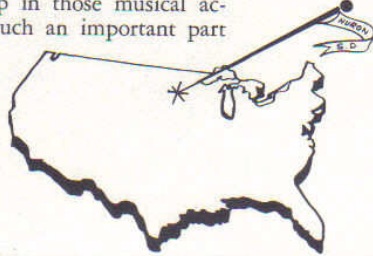 p in those musical ac-
uch an important part
HURON
S.D